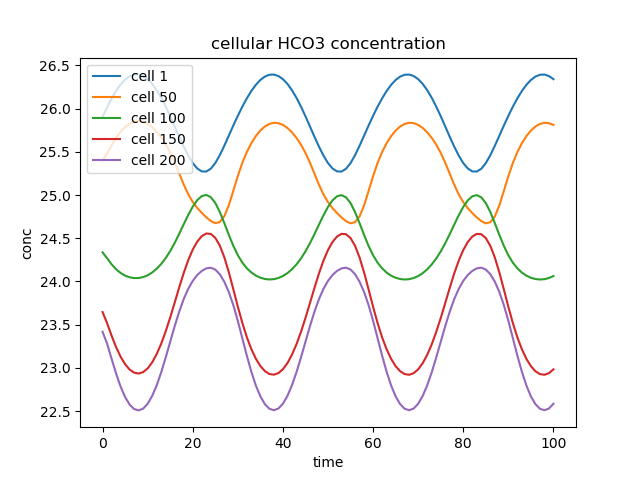 cellular HCO3 concentration
cell 1
cell 50
cell 100
cell 150
cell 200
conc
26.5
26.0
25.5
25.0
24.5
24.0
23.5
23.0
22.5
0 20 40 60 80 100
time